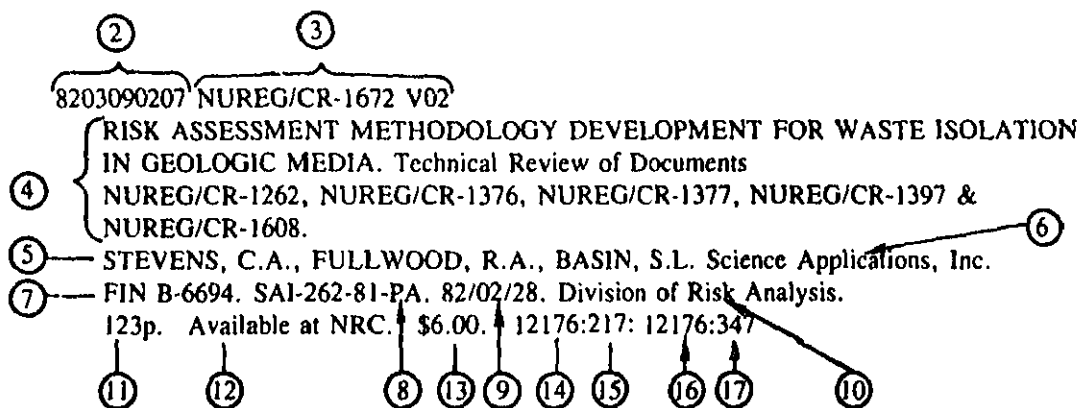 ② ③
8203090207 NUREG/CR-1672 V02
RISK ASSESSMENT METHODOLOGY DEVELOPMENT FOR WASTE ISOLATION
IN GEOLOGIC MEDIA. Technical Review of Documents
④ NUREG/CR-1262, NUREG/CR-1376, NUREG/CR-1377, NUREG/CR-1397 &
NUREG/CR-1608. ⑥
⑤ STEVENS, C.A., FULLWOOD, R.A., BASIN, S.L. Science Applications, Inc.
⑦ FIN B-6694. SAI-262-81-PA. 82/02/28. Division of Risk Analysis.
123p. Available at NRC. $6.00. 12176:217: 12176:347
⑪ ⑫ ⑧ ⑬ ⑨ ⑭ ⑮ ⑯ ⑰ ⑩